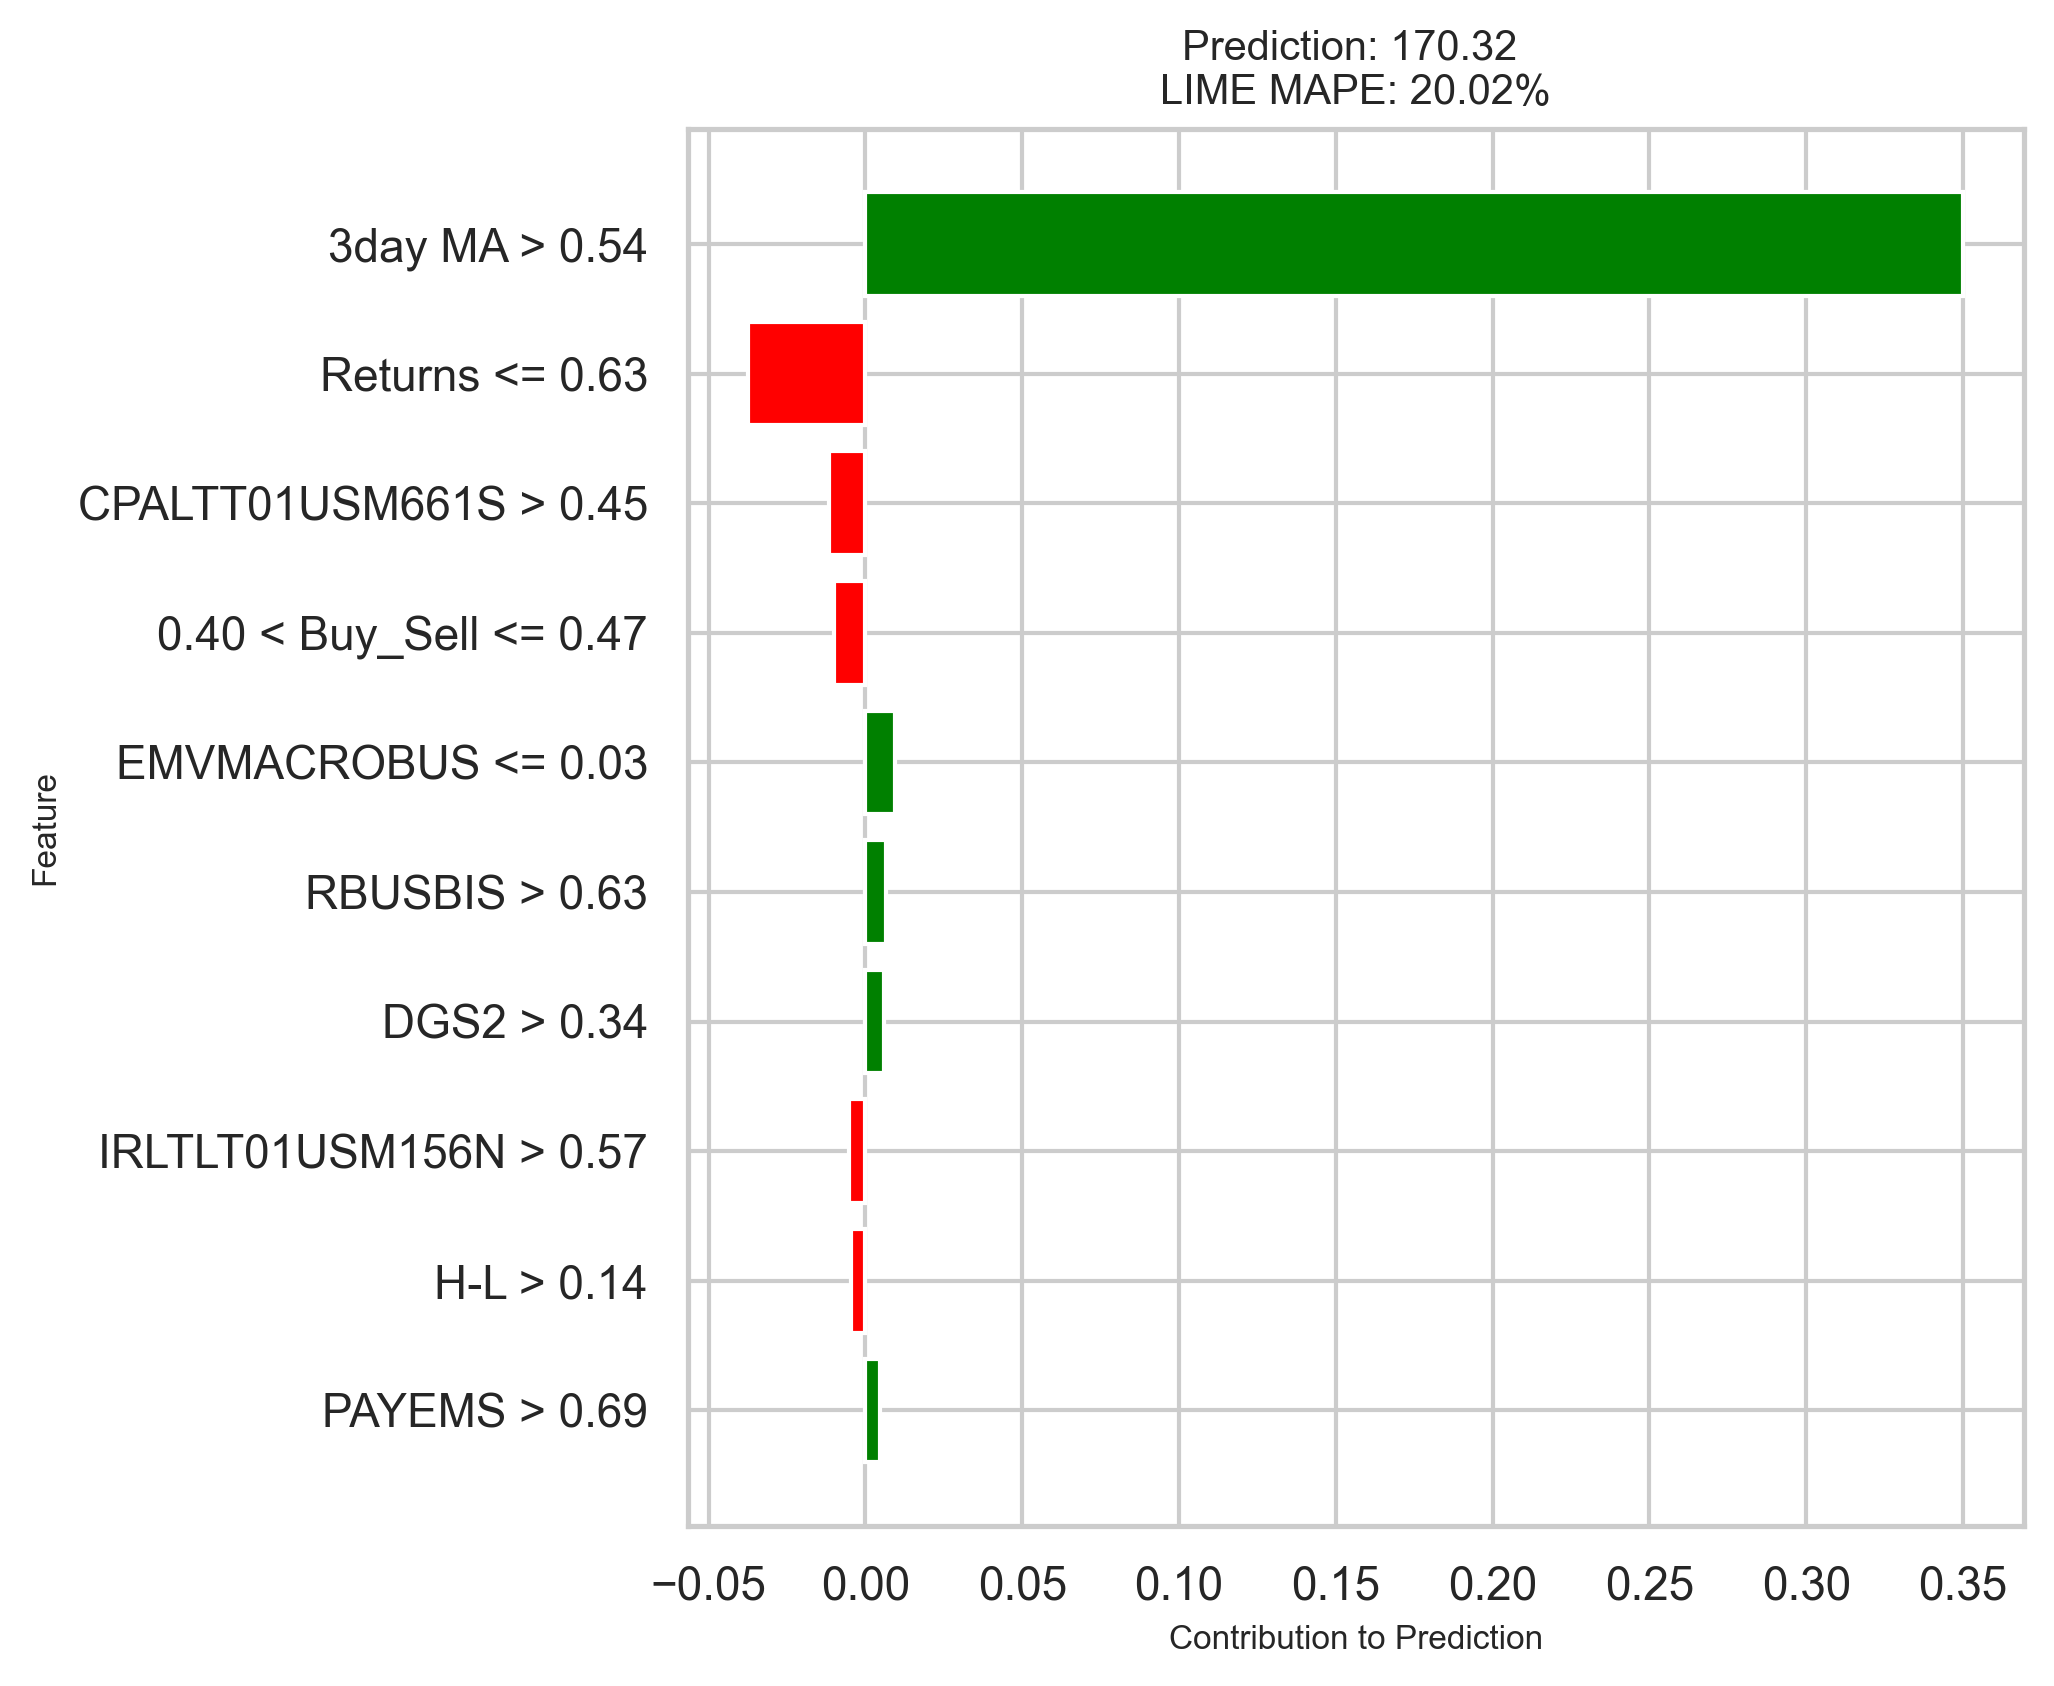 Prediction: 170.32
LIME MAPE: 20.02%
3day MA > 0.54
Returns <= 0.63
CPALTT01USM661S > 0.45
0.40 < Buy_Sell <= 0.47
EMVMACROBUS <= 0.03
RBUSBIS > 0.63
DGS2 > 0.34
IRLTLT01USM156N > 0.57
H-L > 0.14
PAYEMS > 0.69
Feature
−0.05 0.00 0.05 0.10 0.15 0.20 0.25 0.30 0.35
Contribution to Prediction